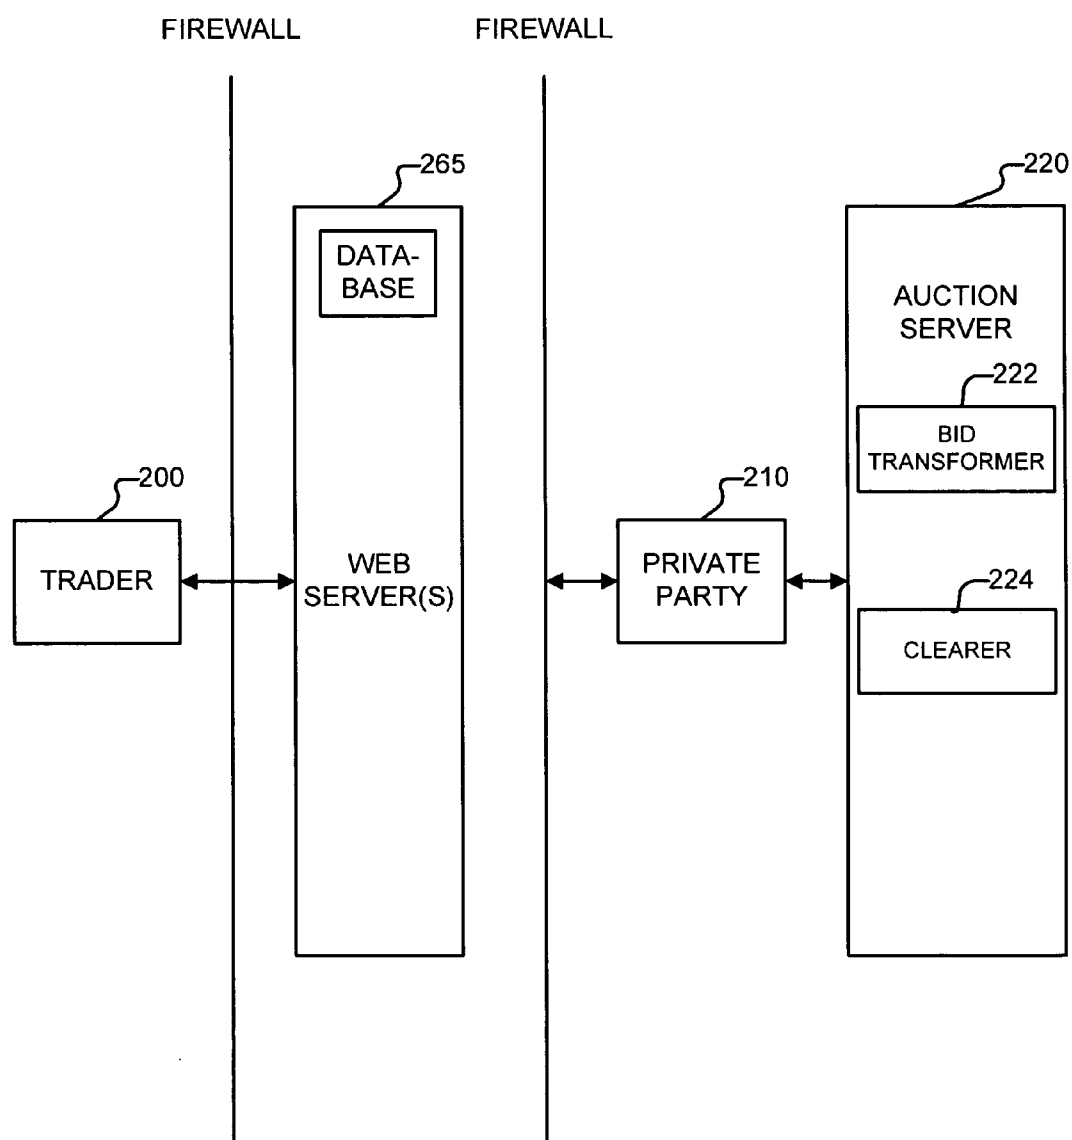 FIREWALL
FIREWALL
265
220
DATA-
BASE
AUCTION
SERVER
222
BID
TRANSFORMER
200
210
TRADER
WEB
SERVER(S)
PRIVATE
PARTY
224
CLEARER